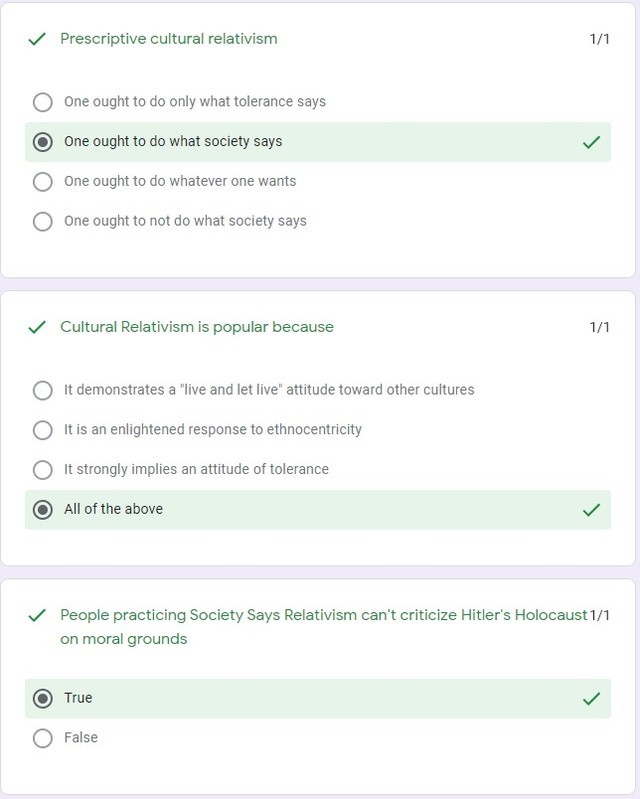 Prescriptive cultural relativism 1/1
One ought to do only what tolerance says
One ought to do what society says
One ought to do whatever one wants
One ought to not do what society says
Cultural Relativism is popular because 1/1
It demonstrates a "live and let live" attitude toward other cultures
It is an enlightened response to ethnocentricity
It strongly implies an attitude of tolerance
All of the above
People practicing Society Says Relativism can't criticize Hitler's Holocaust 1/1
on moral grounds
True
False